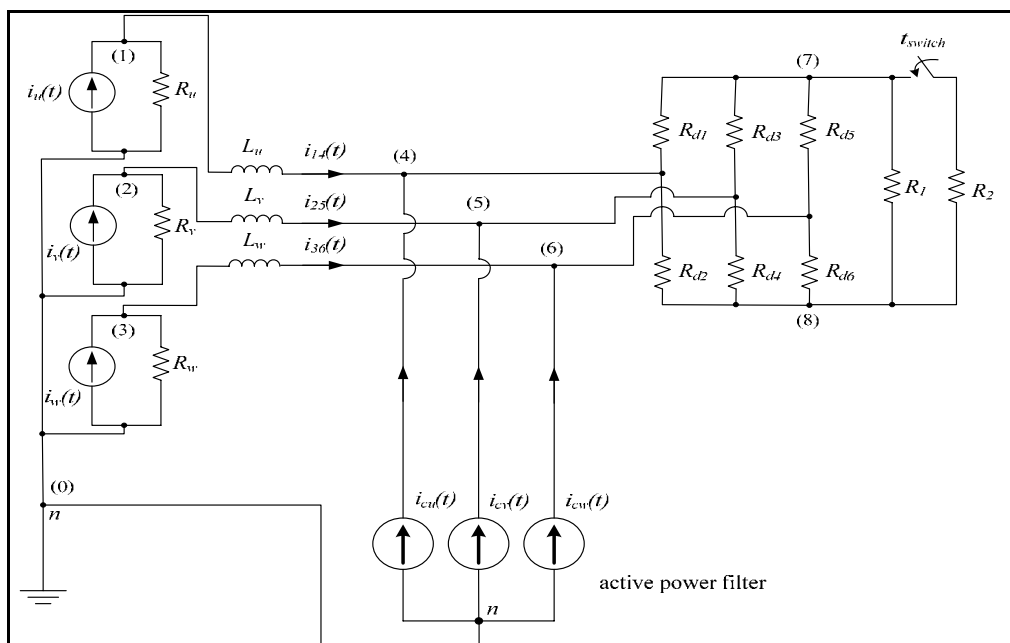 (1)
i_u(t)
R_u
(2)
i_v(t)
R_v
(3)
i_w(t)
R_w
(0)
n
L_u
i_14(t)
(4)
L_v
i_25(t)
(5)
L_w
i_36(t)
(6)
(7)
t_switch
R_d1
R_d3
R_d5
R_1
R_2
R_d2
R_d4
R_d6
(8)
i_cu(t)
i_cv(t)
i_cw(t)
active power filter
n